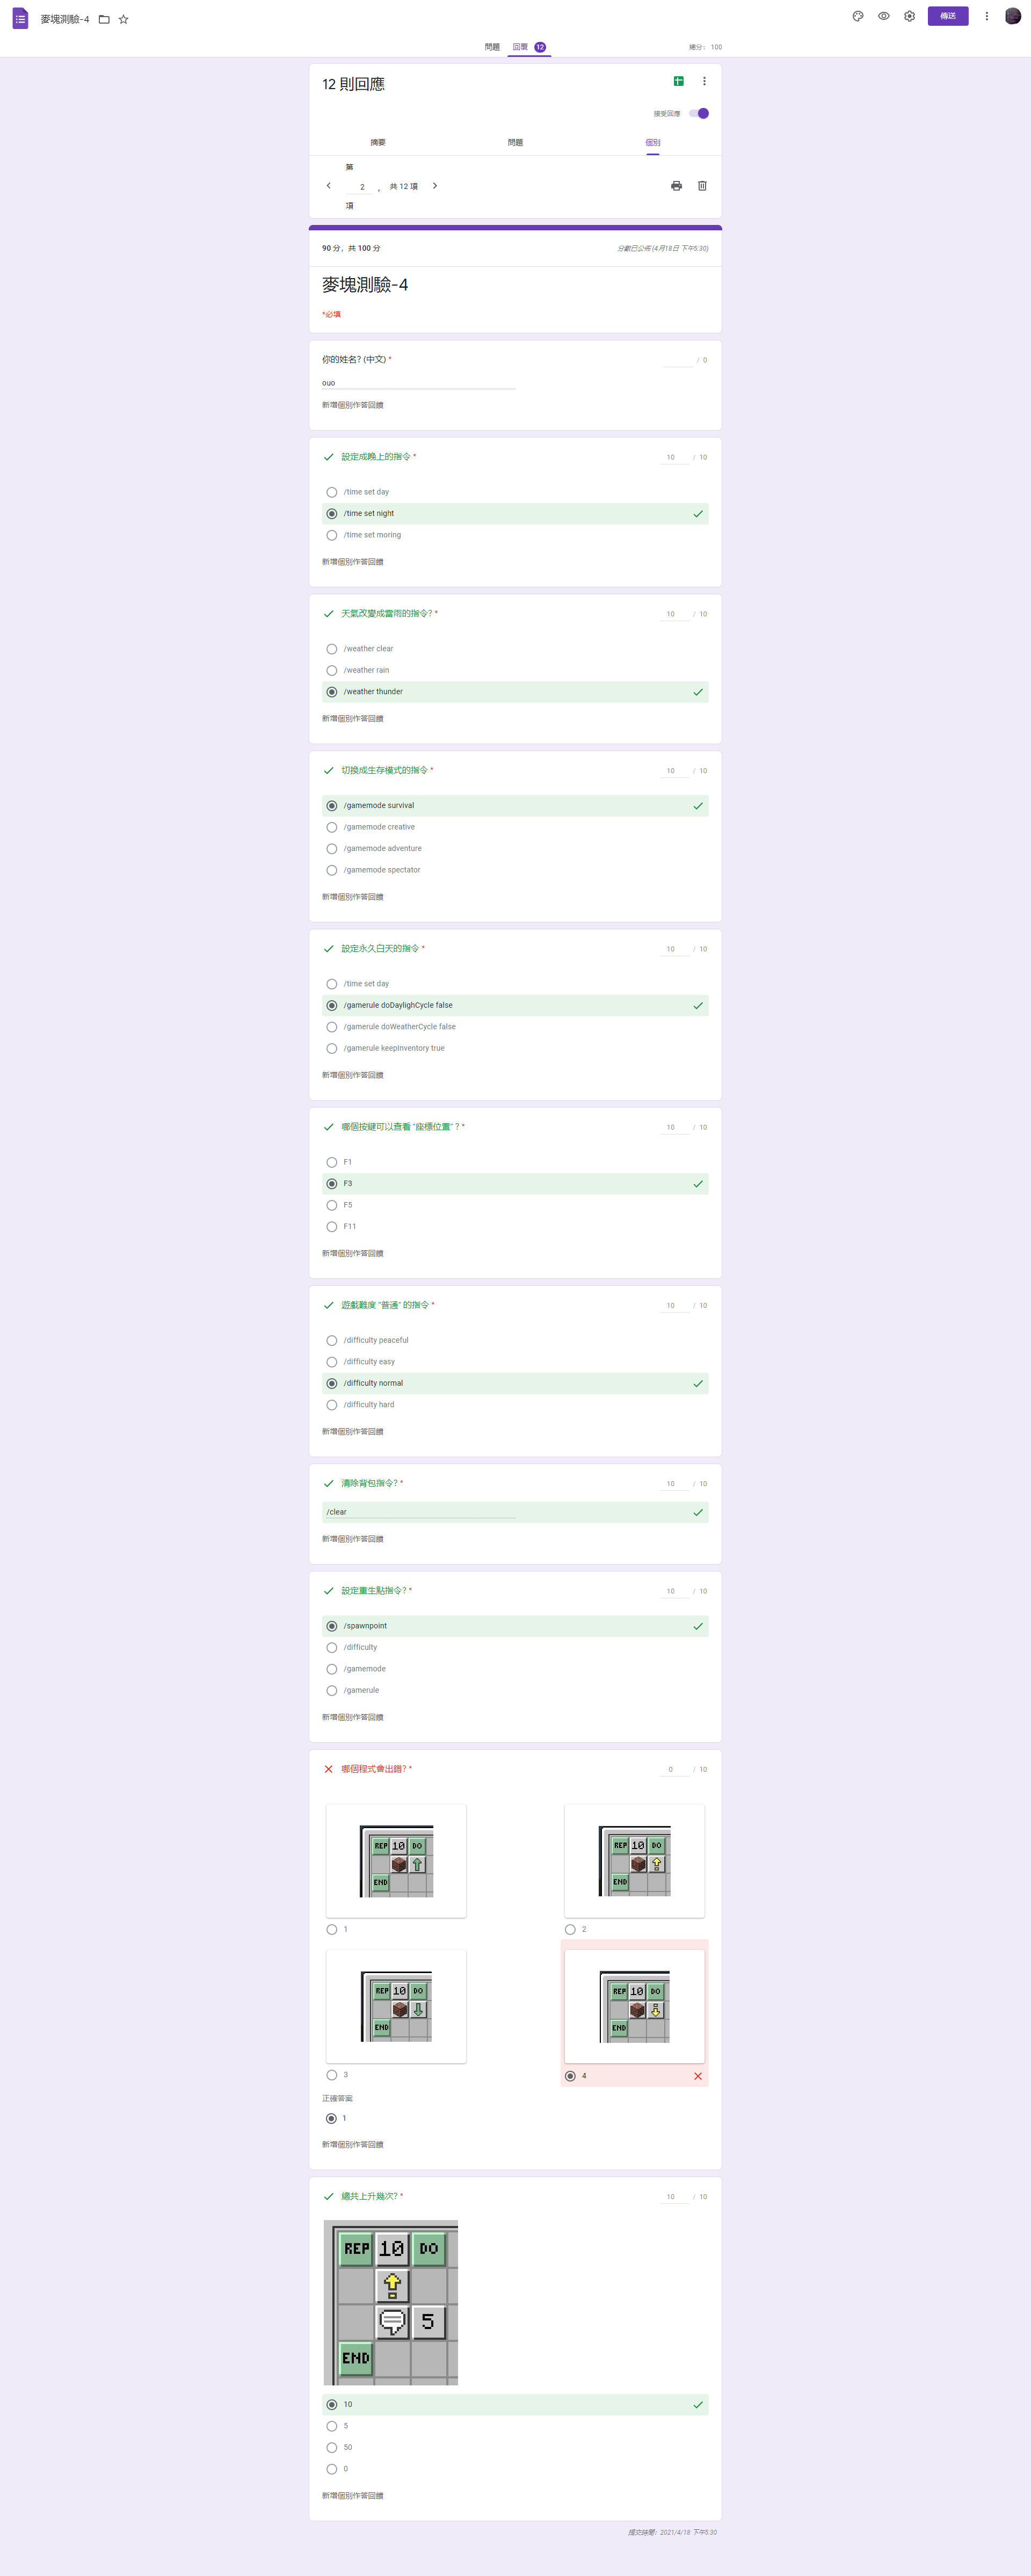 麥塊測驗-4
傳送
問題 回覆 12
總分: 100
12 則回應
接受回應
摘要 問題 個別
第
2 , 共 12 項
項
90 分，共 100 分 分數已公佈 (4月18日 下午5:30)
麥塊測驗-4
*必填
你的姓名? (中文) * / 0
ouo
新增個別作答回饋
設定成晚上的指令 * 10 / 10
/time set day
/time set night
/time set moring
新增個別作答回饋
天氣改變成雷雨的指令? * 10 / 10
/weather clear
/weather rain
/weather thunder
新增個別作答回饋
切換成生存模式的指令 * 10 / 10
/gamemode survival
/gamemode creative
/gamemode adventure
/gamemode spectator
新增個別作答回饋
設定永久白天的指令 * 10 / 10
/time set day
/gamerule doDaylighCycle false
/gamerule doWeatherCycle false
/gamerule keepInventory true
新增個別作答回饋
哪個按鍵可以查看 "座標位置" ? * 10 / 10
F1
F3
F5
F11
新增個別作答回饋
遊戲難度 "普通" 的指令 * 10 / 10
/difficulty peaceful
/difficulty easy
/difficulty normal
/difficulty hard
新增個別作答回饋
清除背包指令? * 10 / 10
/clear
新增個別作答回饋
設定重生點指令? * 10 / 10
/spawnpoint
/difficulty
/gamemode
/gamerule
新增個別作答回饋
哪個程式會出錯? * 0 / 10
REP 10 DO
END
1
REP 10 DO
END
2
REP 10 DO
END
3
REP 10 DO
END
4
正確答案
1
新增個別作答回饋
總共上升幾次? * 10 / 10
REP 10 DO
5
END
10
5
50
0
新增個別作答回饋
提交時間：2021/4/18 下午5:30